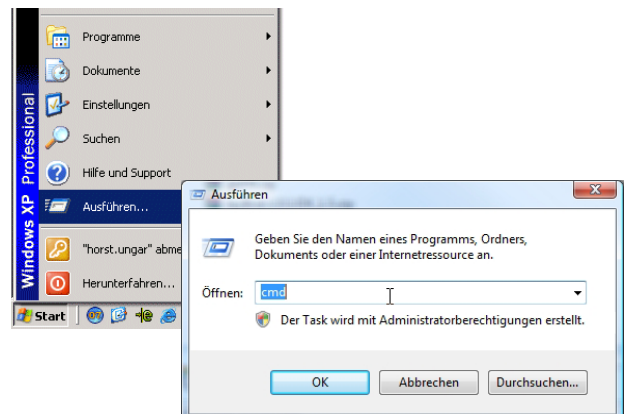 Programme
Dokumente
Einstellungen
Suchen
Hilfe und Support
Ausführen...
"horst.ungar" abme
Herunterfahren...
Windows XP Professional
Start
Ausführen
Geben Sie den Namen eines Programms, Ordners,
Dokuments oder einer Internetressource an.
Öffnen: cmd
Der Task wird mit Administratorberechtigungen erstellt.
OK Abbrechen Durchsuchen...